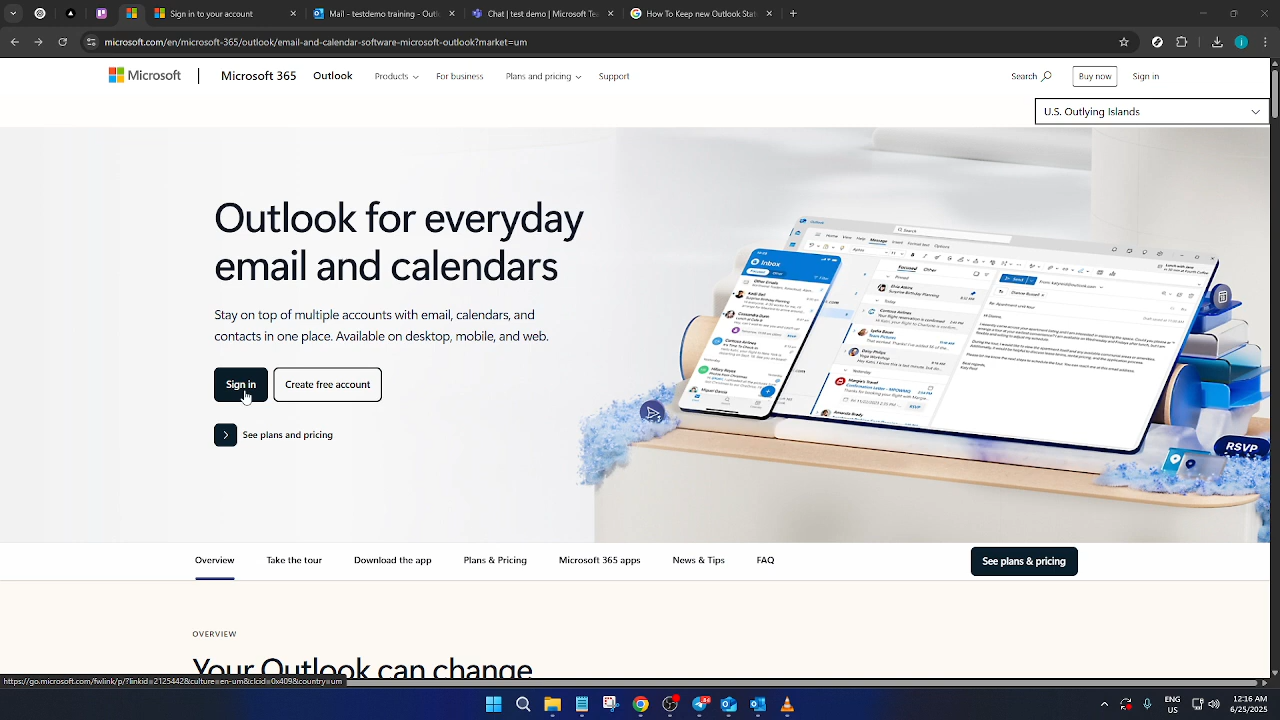 Sign in to your account
Mail - testdemo training - Outl
Chat | test demo | Microsoft Te
How To Keep new Outlook Stat
microsoft.com/en/microsoft-365/outlook/email-and-calendar-software-microsoft-outlook?market=um
Microsoft
Microsoft 365
Outlook
Products
For business
Plans and pricing
Support
Search
Buy now
Sign in
U.S. Outlying Islands
Outlook for everyday
email and calendars
Stay on top of multiple accounts with email, calendars, and
contacts in one place. Available on desktop, mobile, and web.
Sign in
Create free account
See plans and pricing
Inbox
Search
Focused
Other
Send
RSVP
Overview
Take the tour
Download the app
Plans & Pricing
Microsoft 365 apps
News & Tips
FAQ
See plans & pricing
OVERVIEW
Your Outlook can change
https://go.microsoft.com/fwlink/p/?linkid=2125442&culture=en-um&clcid=0x409&country=um
ENG
US
12:16 AM
6/25/2025